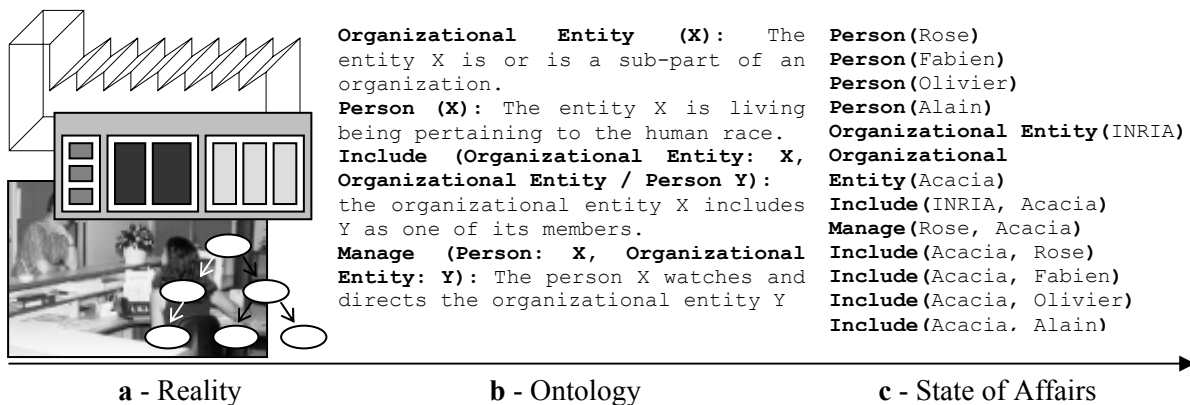 Organizational Entity (X): The
entity X is or is a sub-part of an
organization.
Person (X): The entity X is living
being pertaining to the human race.
Include (Organizational Entity: X,
Organizational Entity / Person Y):
the organizational entity X includes
Y as one of its members.
Manage (Person: X, Organizational
Entity: Y): The person X watches and
directs the organizational entity Y
Person(Rose)
Person(Fabien)
Person(Olivier)
Person(Alain)
Organizational Entity(INRIA)
Organizational
Entity(Acacia)
Include(INRIA, Acacia)
Manage(Rose, Acacia)
Include(Acacia, Rose)
Include(Acacia, Fabien)
Include(Acacia, Olivier)
Include(Acacia, Alain)
a - Reality
b - Ontology
c - State of Affairs